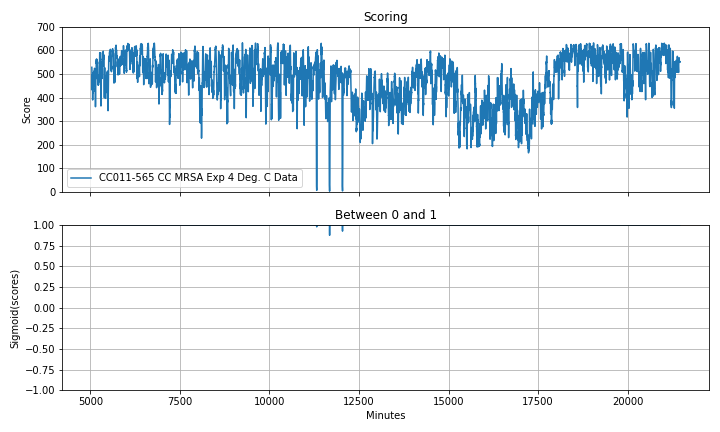 Scoring
700
600
500
400
300
200
100
0
Score
CC011-565 CC MRSA Exp 4 Deg. C Data
Between 0 and 1
1.00
0.75
0.50
0.25
0.00
−0.25
−0.50
−0.75
−1.00
Sigmoid(scores)
5000 7500 10000 12500 15000 17500 20000
Minutes